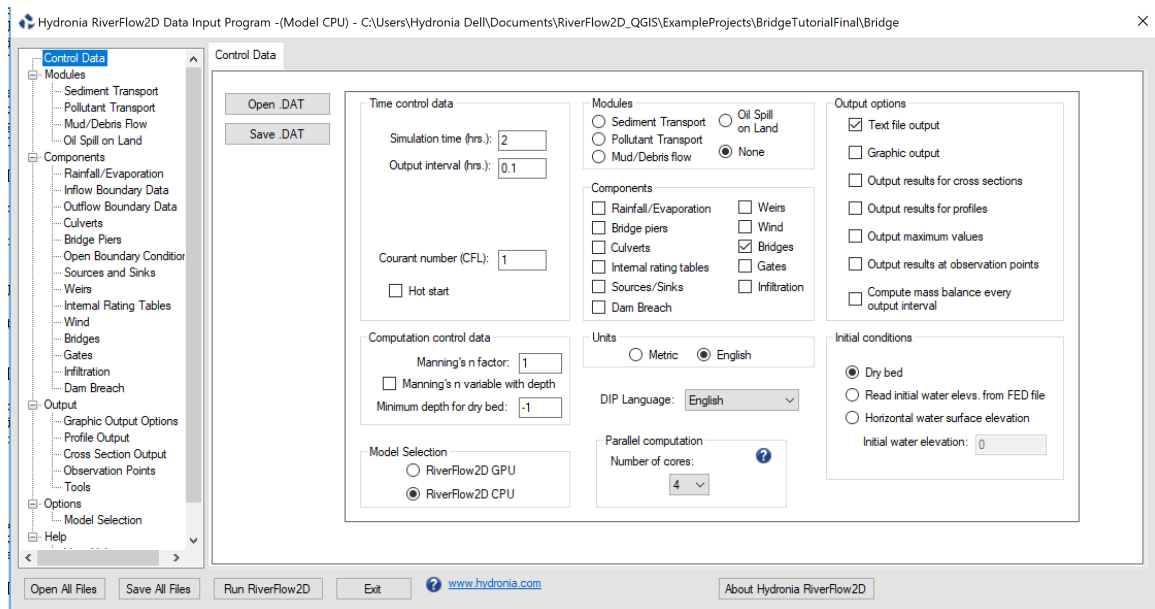 Hydronia RiverFlow2D Data Input Program -(Model CPU) - C:\Users\Hydronia Dell\Documents\RiverFlow2D_QGIS\ExampleProjects\BridgeTutorialFinal\Bridge
Control Data
Modules
Sediment Transport
Pollutant Transport
Mud/Debris Flow
Oil Spill on Land
Components
Rainfall/Evaporation
Inflow Boundary Data
Outflow Boundary Data
Culverts
Bridge Piers
Open Boundary Condition
Sources and Sinks
Weirs
Internal Rating Tables
Wind
Bridges
Gates
Infiltration
Dam Breach
Output
Graphic Output Options
Profile Output
Cross Section Output
Observation Points
Tools
Options
Model Selection
Help
Control Data
Open .DAT
Save .DAT
Time control data
Simulation time (hrs.): 2
Output interval (hrs.): 0.1
Courant number (CFL): 1
Hot start
Computation control data
Manning's n factor: 1
Manning's n variable with depth
Minimum depth for dry bed: -1
Model Selection
RiverFlow2D GPU
RiverFlow2D CPU
Modules
Sediment Transport
Pollutant Transport
Mud/Debris flow
Oil Spill
on Land
None
Components
Rainfall/Evaporation
Bridge piers
Culverts
Internal rating tables
Sources/Sinks
Dam Breach
Weirs
Wind
Bridges
Gates
Infiltration
Units
Metric
English
DIP Language: English
Parallel computation
Number of cores:
4
Output options
Text file output
Graphic output
Output results for cross sections
Output results for profiles
Output maximum values
Output results at observation points
Compute mass balance every
output interval
Initial conditions
Dry bed
Read initial water elevs. from FED file
Horizontal water surface elevation
Initial water elevation: 0
Open All Files
Save All Files
Run RiverFlow2D
Exit
www.hydronia.com
About Hydronia RiverFlow2D